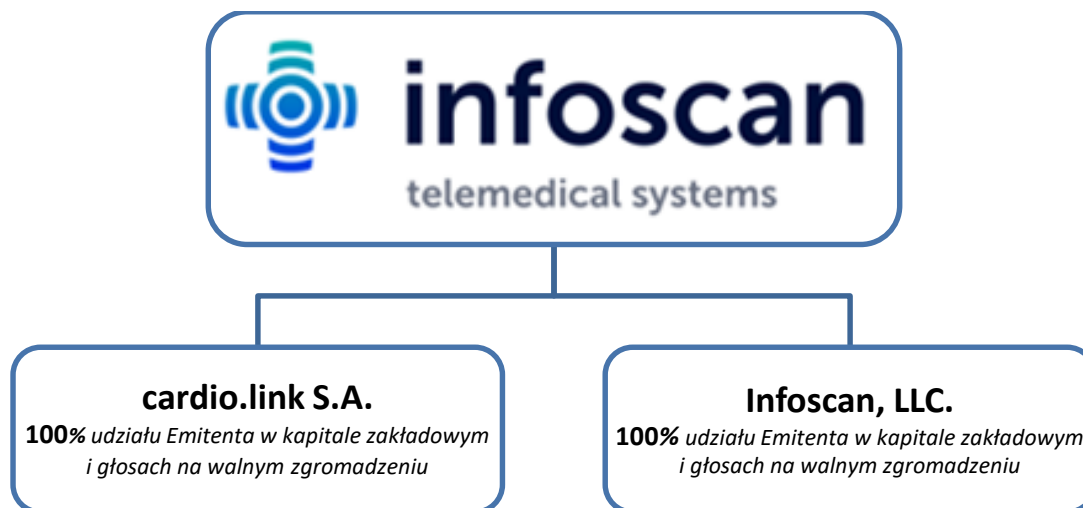 infoscan
telemedical systems
cardio.link S.A.
100% udziału Emitenta w kapitale zakładowym
i głosach na walnym zgromadzeniu
Infoscan, LLC.
100% udziału Emitenta w kapitale zakładowym
i głosach na walnym zgromadzeniu